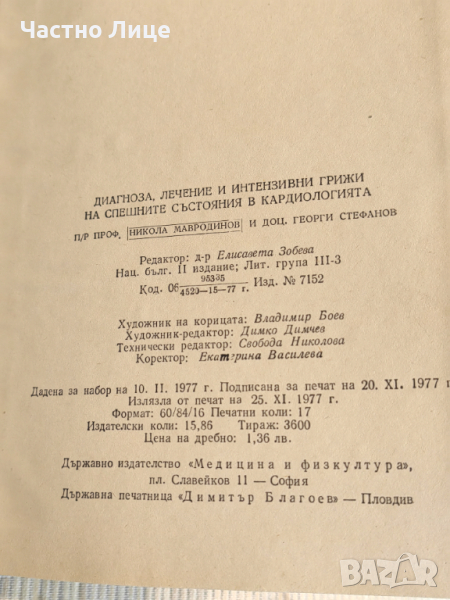 Частно Лице
ДИАГНОЗА, ЛЕЧЕНИЕ И ИНТЕНЗИВНИ ГРИЖИ
НА СПЕШНИТЕ СЪСТОЯНИЯ В КАРДИОЛОГИЯТА
П/Р ПРОФ. НИКОЛА МАВРОДИНОВ И ДОЦ. ГЕОРГИ СТЕФАНОВ
Редактор: д-р Елисавета Зобева
Нац. бълг. II издание; Лит. група III-3
Код. 06 95335/4520—15—77 г. Изд. № 7152
Художник на корицата: Владимир Боев
Художник-редактор: Димко Димчев
Технически редактор: Свобода Николова
Коректор: Екатерина Василева
Дадена за набор на 10. II. 1977 г. Подписана за печат на 20. XI. 1977 г.
Излязла от печат на 25. XI. 1977 г.
Формат: 60/84/16 Печатни коли: 17
Издателски коли: 15,86 Тираж: 3600
Цена на дребно: 1,36 лв.
Държавно издателство «Медицина и физкултура»,
пл. Славейков 11 — София
Държавна печатница «Димитър Благоев» — Пловдив
BAZAR